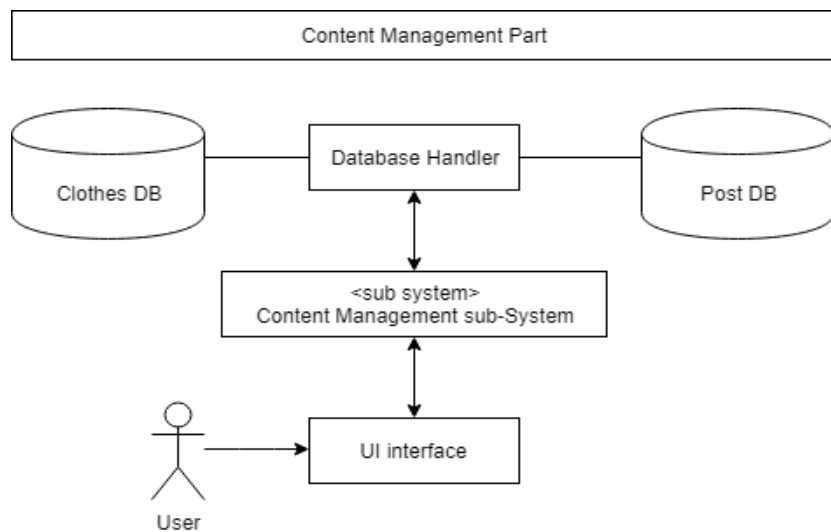 Content Management Part
Clothes DB
Database Handler
Post DB
<sub system>
Content Management sub-System
UI interface
User